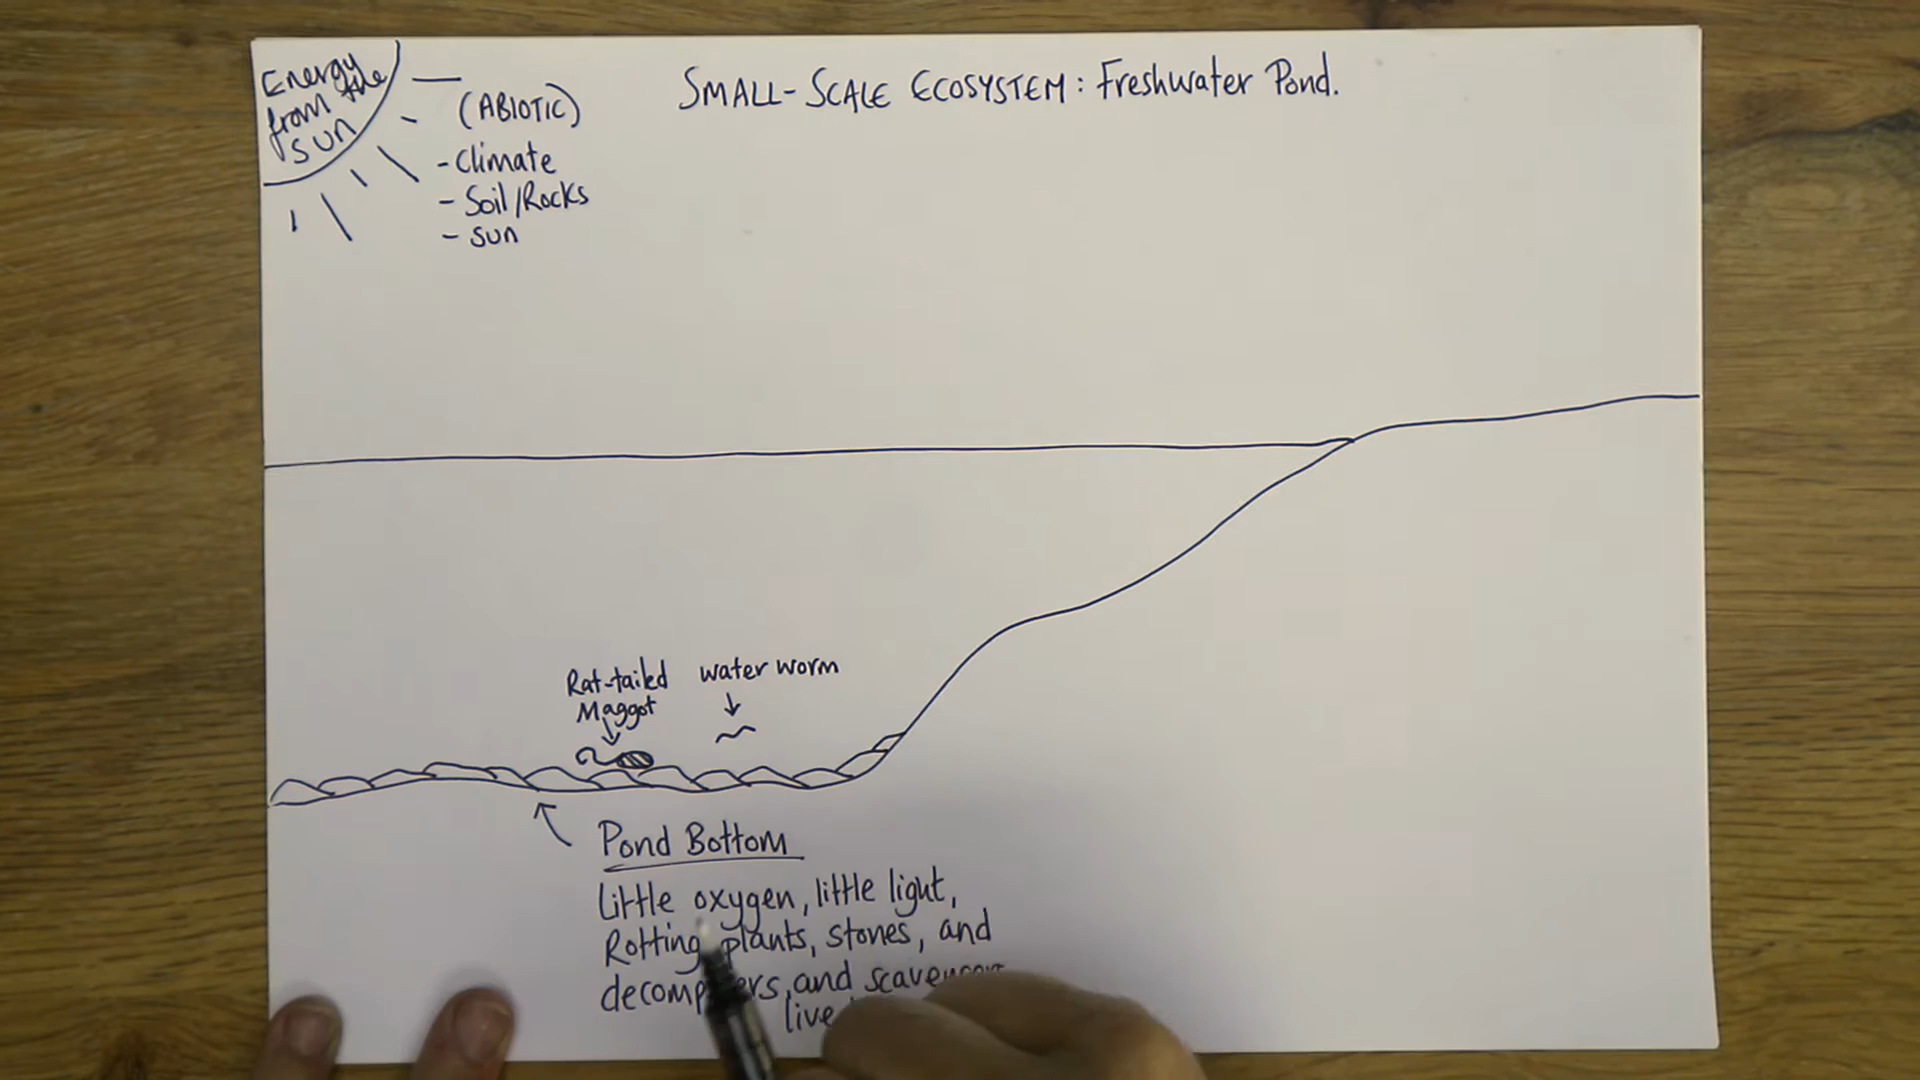 Energy
from the
sun
(ABIOTIC)
- Climate
- Soil/Rocks
- Sun
SMALL-SCALE ECOSYSTEM: Freshwater Pond.
Rat-tailed
Maggot
water worm
Pond Bottom
Little oxygen, little light,
Rotting plants, stones, and
and
live